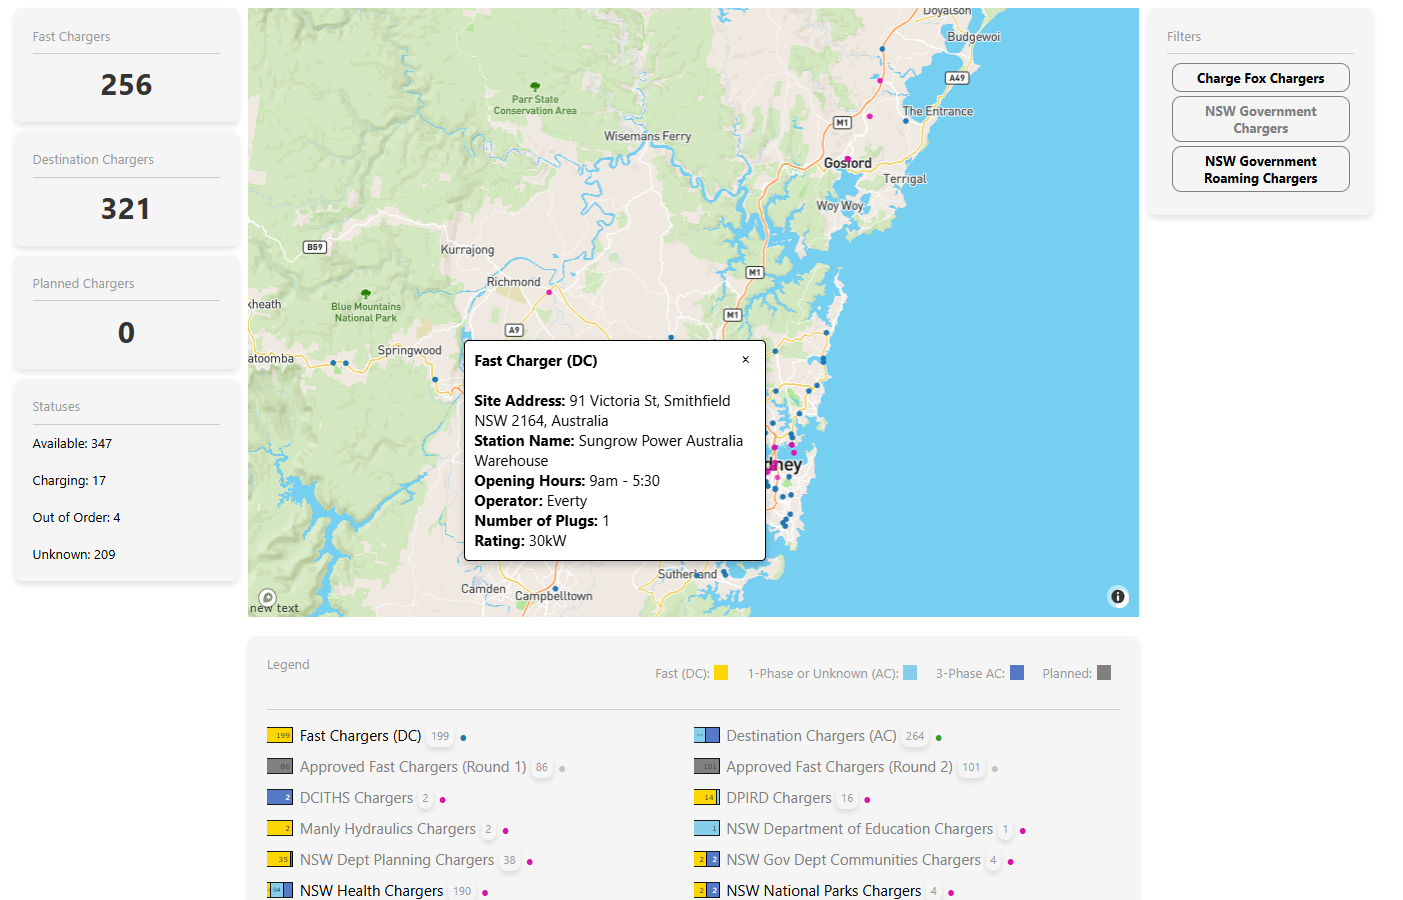 Fast Chargers
256
Destination Chargers
321
Planned Chargers
0
Statuses
Available: 347
Charging: 17
Out of Order: 4
Unknown: 209
Doyalson
Budgewoi
A49
Parr State
Conservation Area
The Entrance
M1
Wisemans Ferry
Gosford
Terrigal
Woy Woy
B59
Kurrajong
M1
Richmond
Blue Mountains
National Park
kheath
M1
A9
Springwood
atoomba
Fast Charger (DC)
×
Site Address: 91 Victoria St, Smithfield
NSW 2164, Australia
Station Name: Sungrow Power Australia
Warehouse
Opening Hours: 9am - 5:30
Operator: Everty
Number of Plugs: 1
Rating: 30kW
dney
Sutherland
Camden
Campbelltown
new text
Filters
Charge Fox Chargers
NSW Government
Chargers
NSW Government
Roaming Chargers
Legend
Fast (DC):
1-Phase or Unknown (AC):
3-Phase AC:
Planned:
199 Fast Chargers (DC) 199
... Destination Chargers (AC) 264
86 Approved Fast Chargers (Round 1) 86
101 Approved Fast Chargers (Round 2) 101
2 DCITHS Chargers 2
14 DPIRD Chargers 16
2 Manly Hydraulics Chargers 2
1 NSW Department of Education Chargers 1
35 NSW Dept Planning Chargers 38
2 2 NSW Gov Dept Communities Chargers 4
94 NSW Health Chargers 190
2 2 NSW National Parks Chargers 4